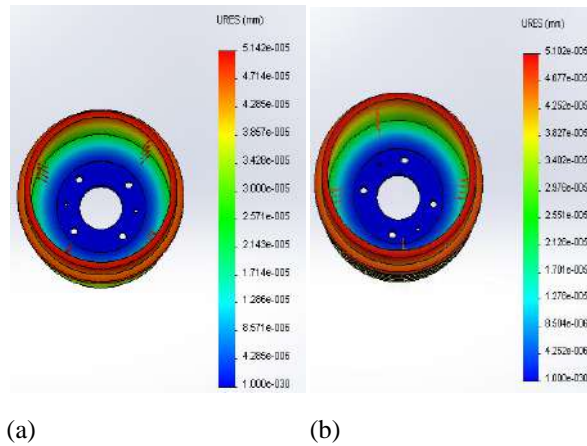 URES (mm)
5.142e-005
4.714e-005
4.285e-005
3.857e-005
3.428e-005
3.000e-005
2.571e-005
2.143e-005
1.714e-005
1.286e-005
8.571e-006
4.286e-006
1.000e-030
URES (mm)
5.102e-005
4.677e-005
4.252e-005
3.827e-005
3.402e-005
2.976e-005
2.551e-005
2.126e-005
1.701e-005
1.276e-005
8.504e-006
4.252e-006
1.000e-030
(a)
(b)